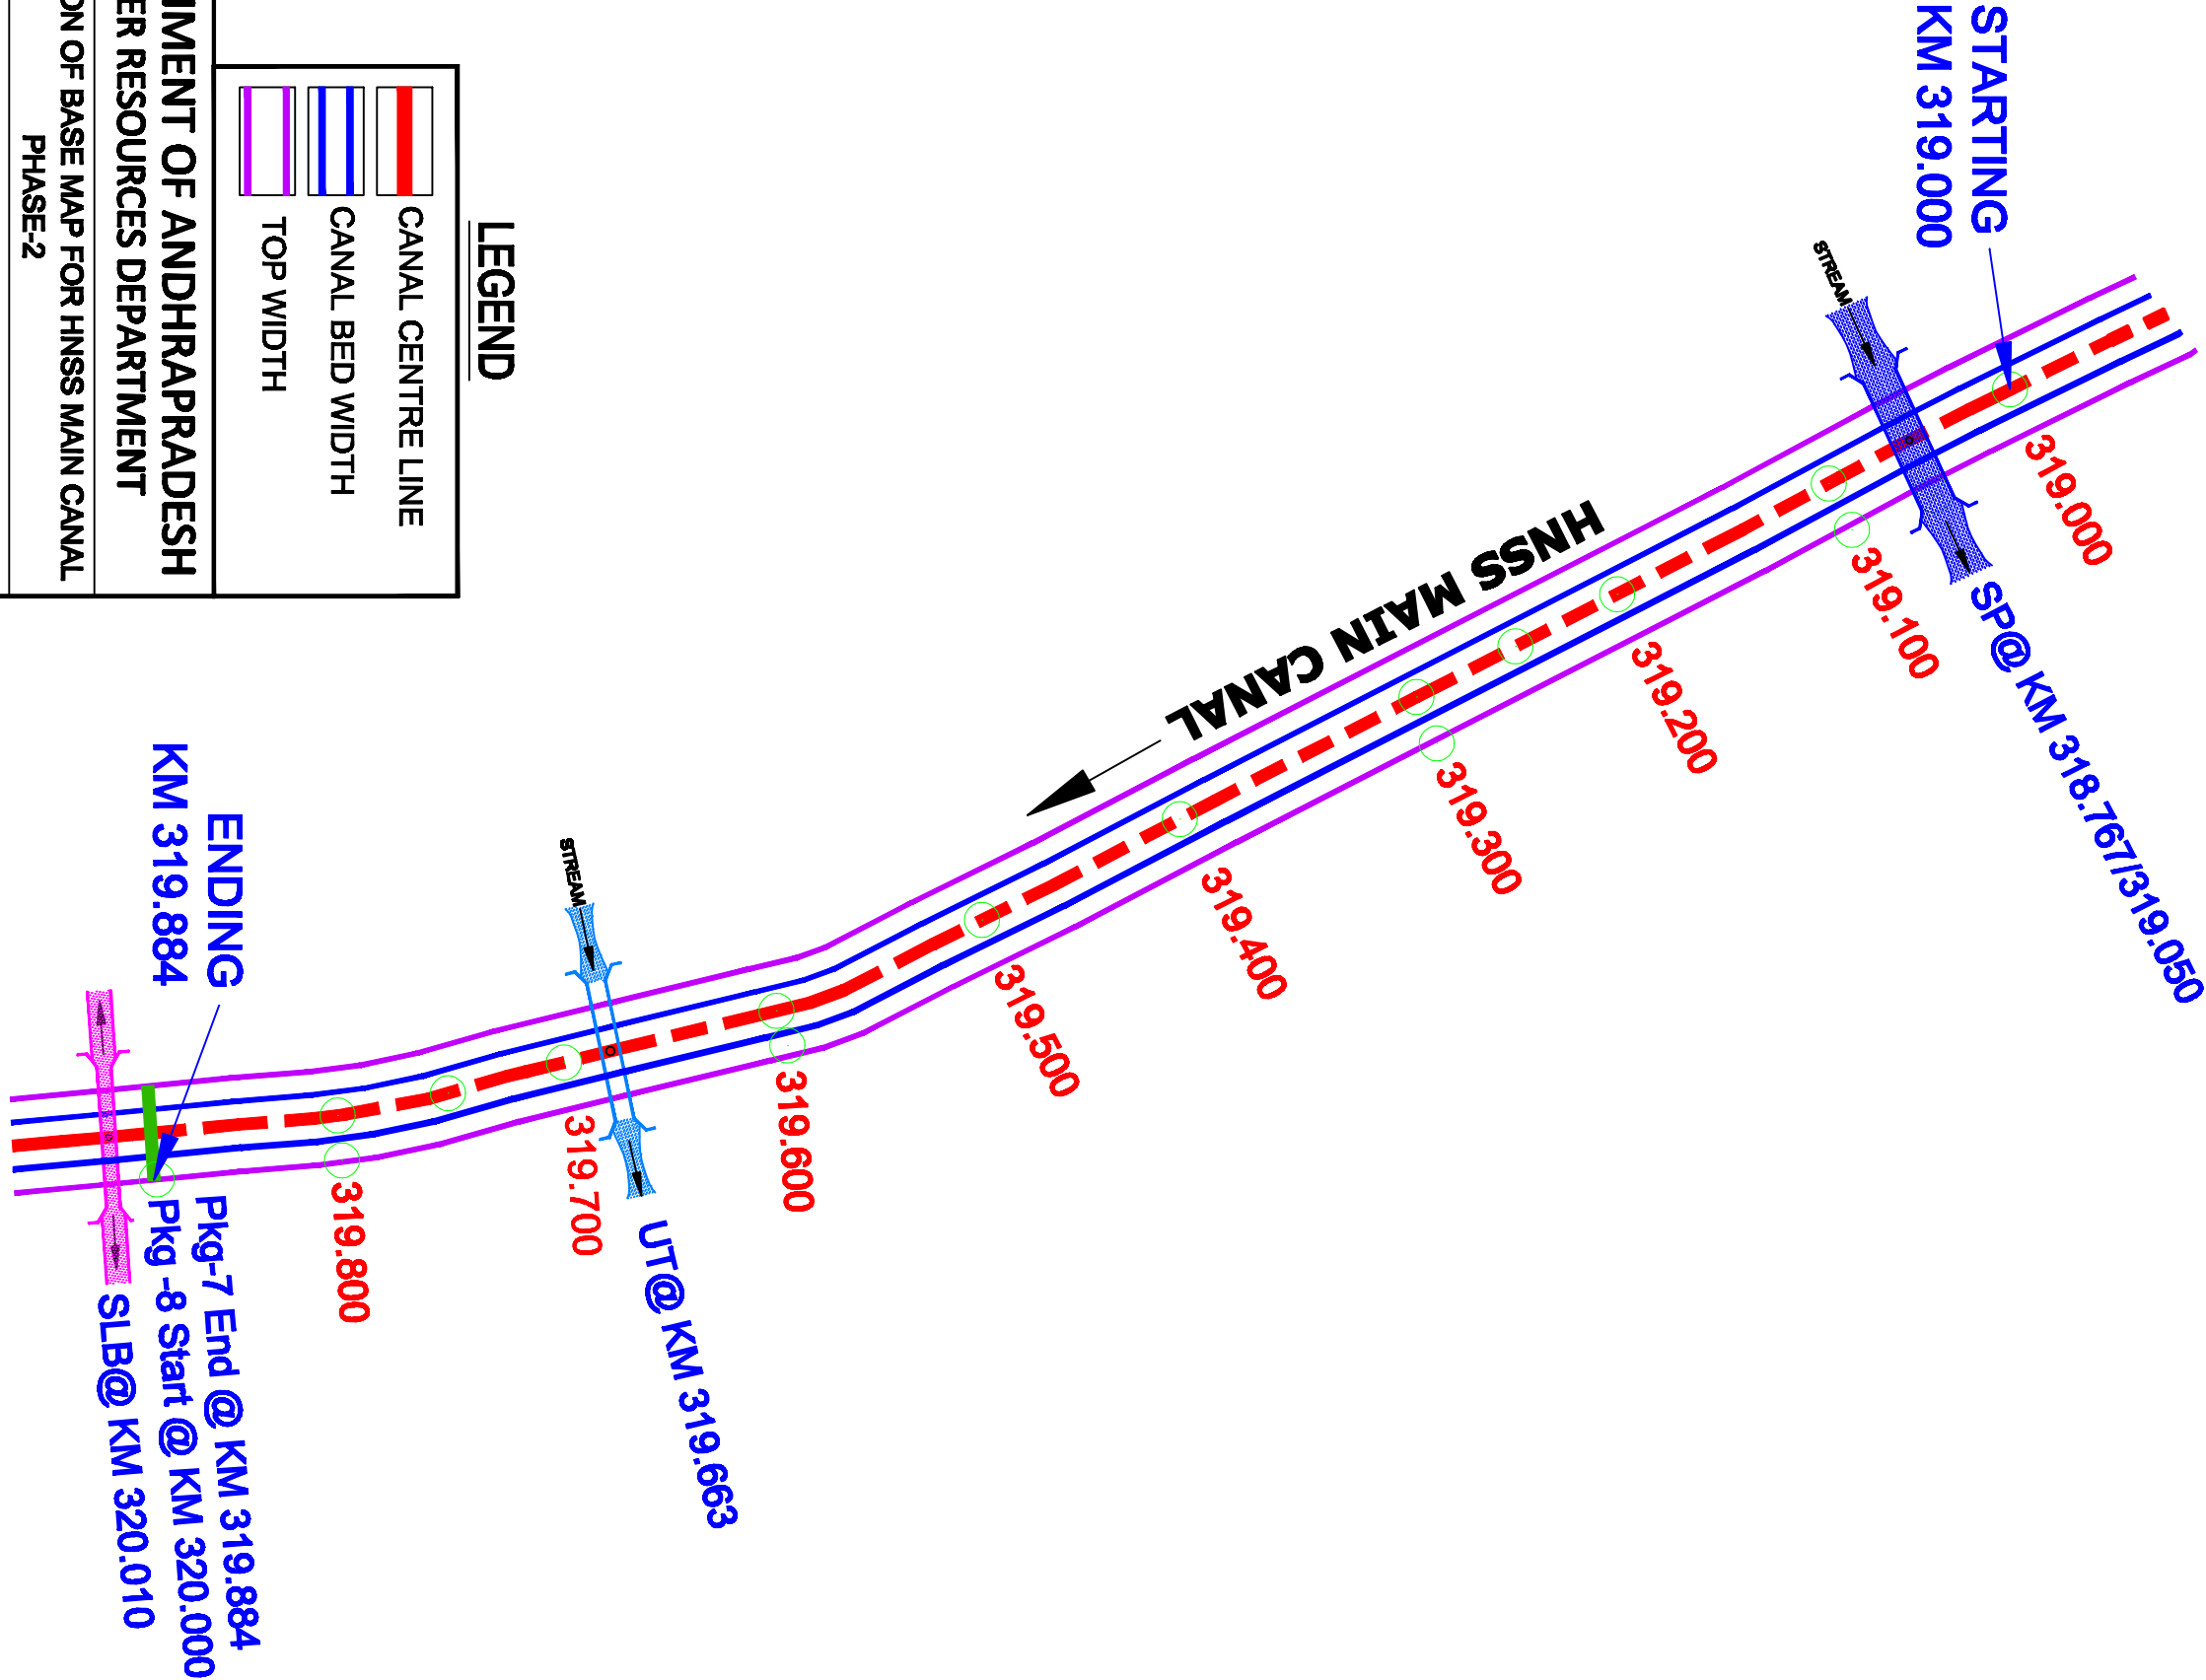 STARTING
KM 319.000
STREAM
319.000
SP@ KM 318.767/319.050
319.100
319.200
HNSS MAIN CANAL
319.300
319.400
319.500
STREAM
319.600
319.700
UT@ KM 319.663
319.800
ENDING
KM 319.884
Pkg-7 End @ KM 319.884
Pkg -8 Start @ KM 320.000
SLB@ KM 320.010
LEGEND
CANAL CENTRE LINE
CANAL BED WIDTH
TOP WIDTH
OF ANDHRAPRADESH
RESOURCES DEPARTMENT
OF BASE MAP FOR HNSS MAIN CANAL
PHASE-2